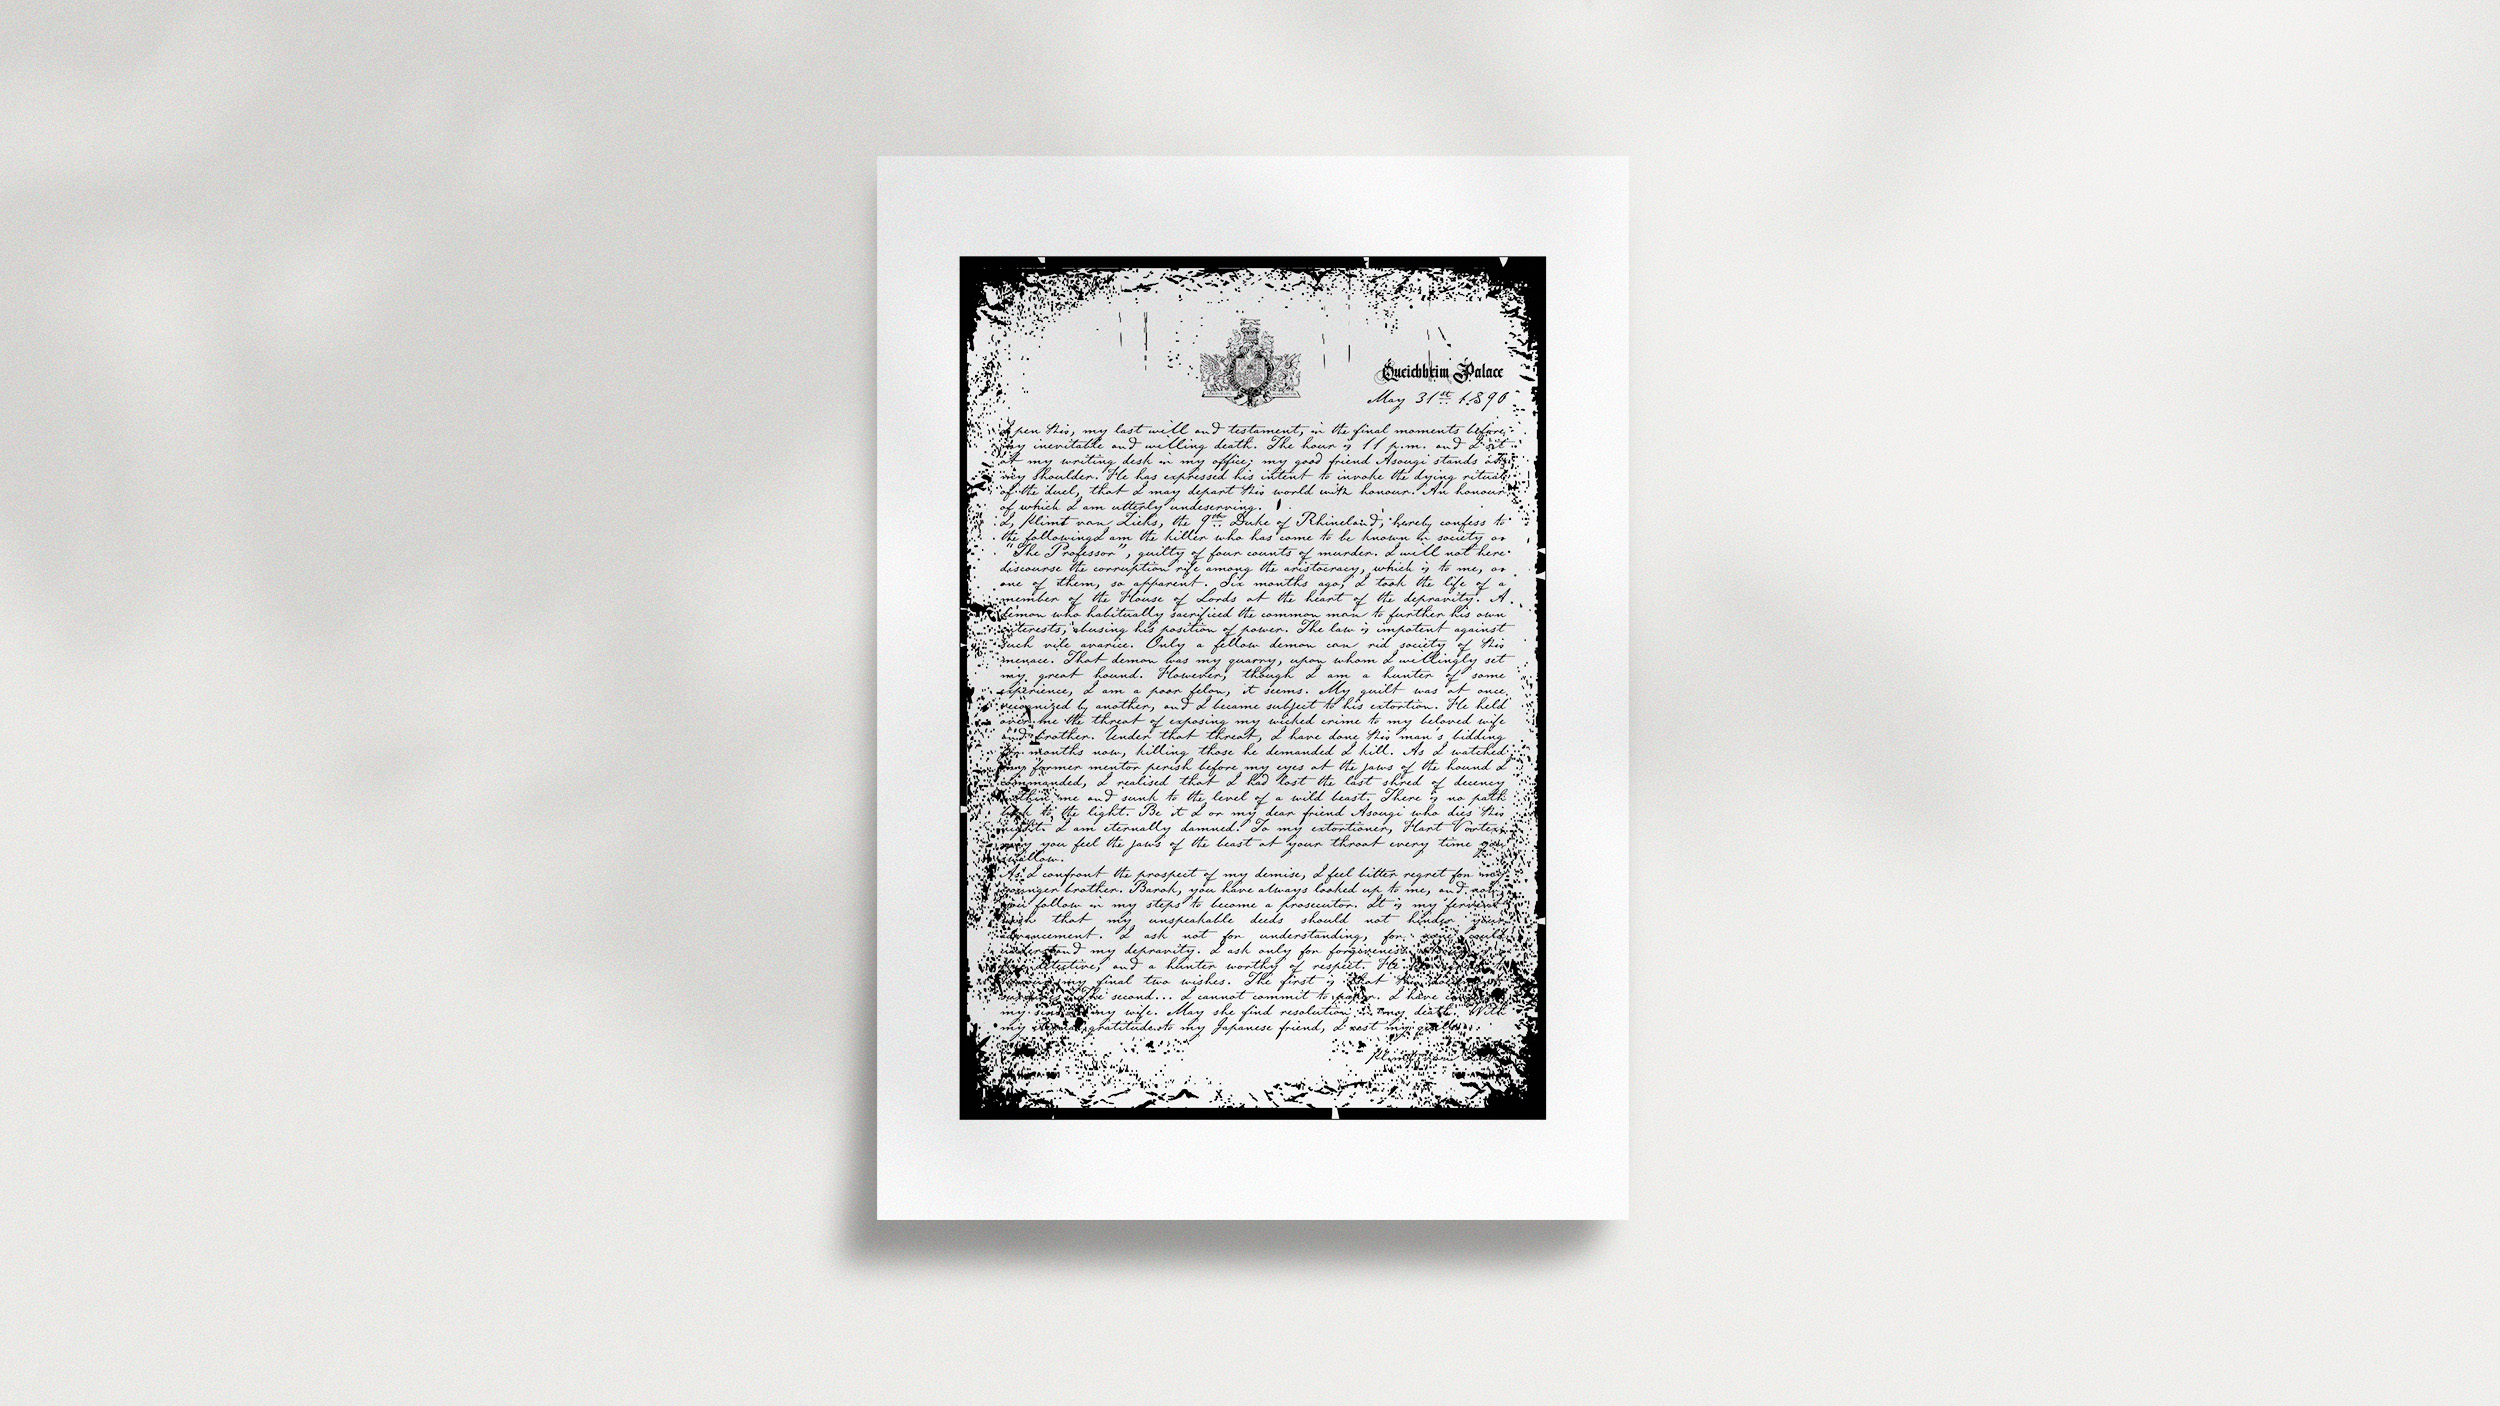 Queichheim Palace
May 31st 1890
I pen this, my last will and testament, in the final moments before
my inevitable and willing death. The hour is 11 p.m. and I sit
at my writing desk in my office; my good friend Asougi stands at
my shoulder. He has expressed his intent to invoke the dying ritual
of the duel, that I may depart this world with honour. An honour
of which I am utterly undeserving.
I, Klimt van Zieks, the 9th Duke of Rhineland, hereby confess to
the following. I am the killer who has come to be known in society as
"The Professor", guilty of four counts of murder. I will not here
discourse the corruption rife among the aristocracy, which is to me, as
one of them, so apparent. Six months ago, I took the life of a
member of the House of Lords at the heart of the depravity. A
demon who habitually sacrificed the common man to further his own
interests, abusing his position of power. The law is impotent against
such vile avarice. Only a fellow demon can rid society of this
menace. That demon was my quarry, upon whom I willingly set
my great hound. However, though I am a hunter of some
experience, I am a poor felon, it seems. My guilt was at once
recognized by another, and I became subject to his extortion. He held
over me the threat of exposing my wicked crime to my beloved wife
and brother. Under that threat, I have done this man's bidding
for months now, killing those he demanded I kill. As I watched
my former mentor perish before my eyes at the jaws of the hound I
commanded, I realised that I had lost the last shred of decency
within me and sunk to the level of a wild beast. There is no path
back to the light. Be it I or my dear friend Asougi who dies this
night. I am eternally damned. To my extortioner, Hart Vortex,
may you feel the jaws of the beast at your throat every time you
swallow.
As I confront the prospect of my demise, I feel bitter regret for my
younger brother. Barok, you have always looked up to me, and now
you follow in my steps to become a prosecutor. It is my fervent
wish that my unspeakable deeds should not hinder your
advancement. I ask not for understanding, for none could
understand my depravity. I ask only for forgiveness.
detective, and a hunter worthy of respect. He
my final two wishes. The first is that this
the second... I cannot commit to paper. I have
my sins my wife. May she find resolution in my death. With
my gratitude to my Japanese friend, I rest my
Klimt van